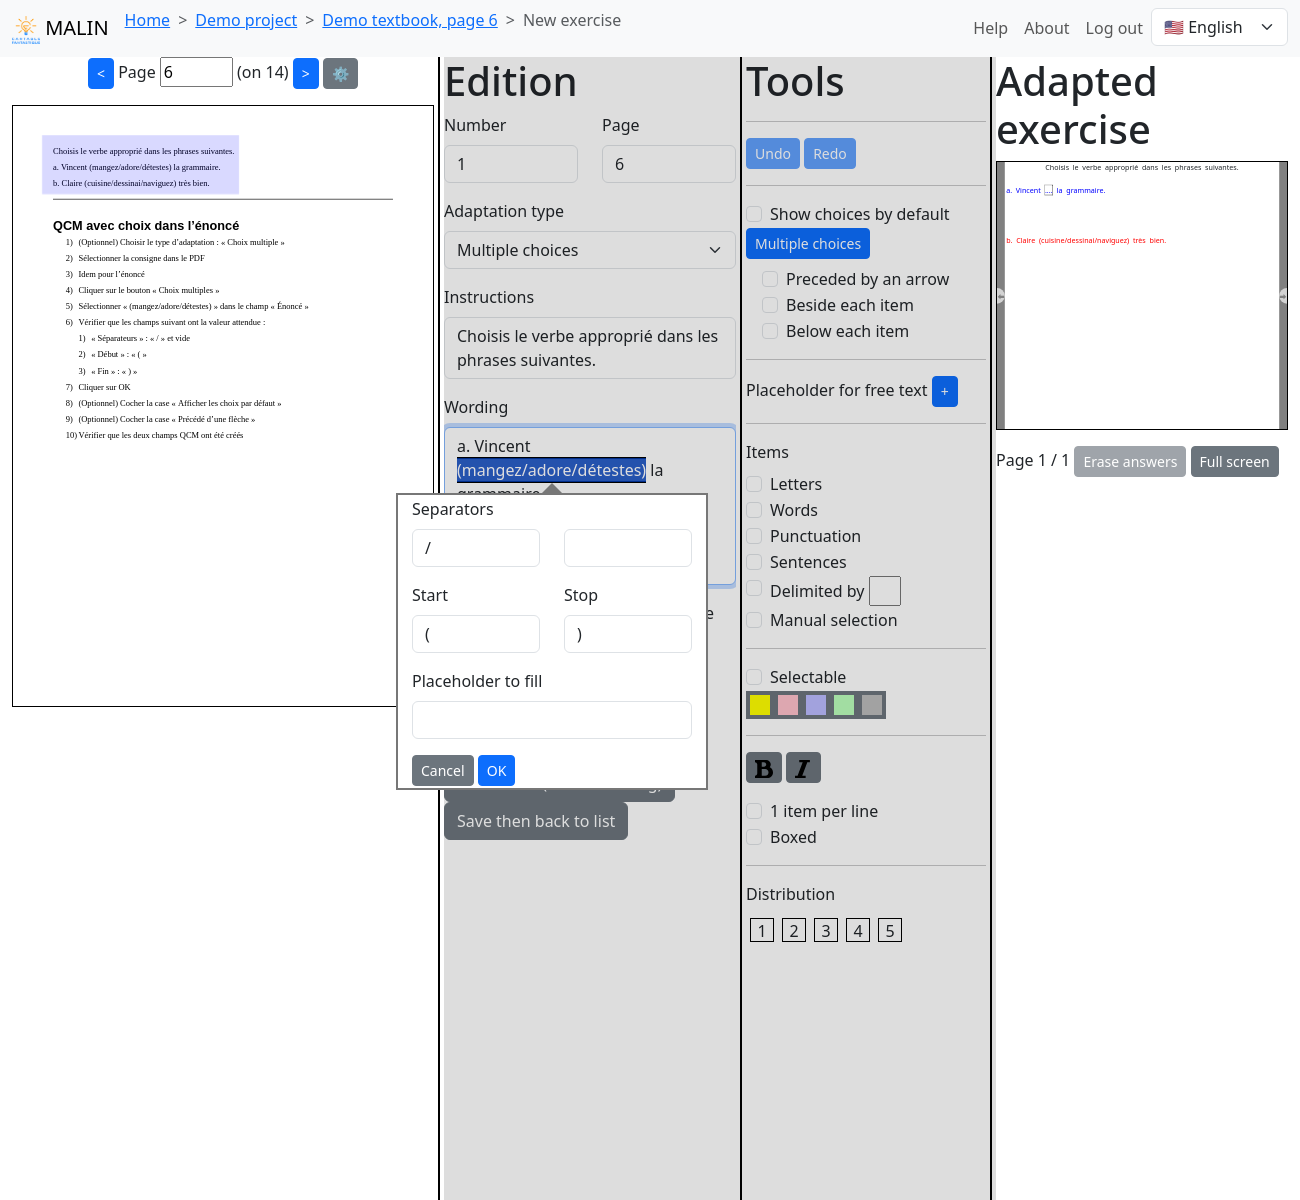 MALIN
Home > Demo project > Demo textbook, page 6 > New exercise
Help About Log out 🇺🇸 English
< Page 6 (on 14) > ⚙️
Choisis le verbe approprié dans les phrases suivantes.
a. Vincent (mangez/adore/détestes) la grammaire.
b. Claire (cuisine/dessinai/naviguez) très bien.
QCM avec choix dans l’énoncé
1) (Optionnel) Choisir le type d’adaptation : « Choix multiple »
2) Sélectionner la consigne dans le PDF
3) Idem pour l’énoncé
4) Cliquer sur le bouton « Choix multiples »
5) Sélectionner « (mangez/adore/détestes) » dans le champ « Énoncé »
6) Vérifier que les champs suivant ont la valeur attendue :
1) « Séparateurs » : « / » et vide
2) « Début » : « ( »
3) « Fin » : « ) »
7) Cliquer sur OK
8) (Optionnel) Cocher la case « Afficher les choix par défaut »
9) (Optionnel) Cocher la case « Précédé d’une flèche »
10) Vérifier que les deux champs QCM ont été créés
Edition
Number Page
1 6
Adaptation type
Multiple choices
Instructions
Choisis le verbe approprié dans les
phrases suivantes.
Wording
a. Vincent
(mangez/adore/détestes) la
grammaire.
Separators
/
Start Stop
( )
Placeholder to fill
Cancel OK
Save then back to list
Tools
Undo Redo
Show choices by default
Multiple choices
Preceded by an arrow
Beside each item
Below each item
Placeholder for free text +
Items
Letters
Words
Punctuation
Sentences
Delimited by
Manual selection
Selectable
B I
1 item per line
Boxed
Distribution
1 2 3 4 5
Adapted
exercise
Choisis le verbe approprié dans les phrases suivantes.
a. Vincent ... la grammaire.
b. Claire (cuisine/dessinai/naviguez) très bien.
Page 1 / 1 Erase answers Full screen